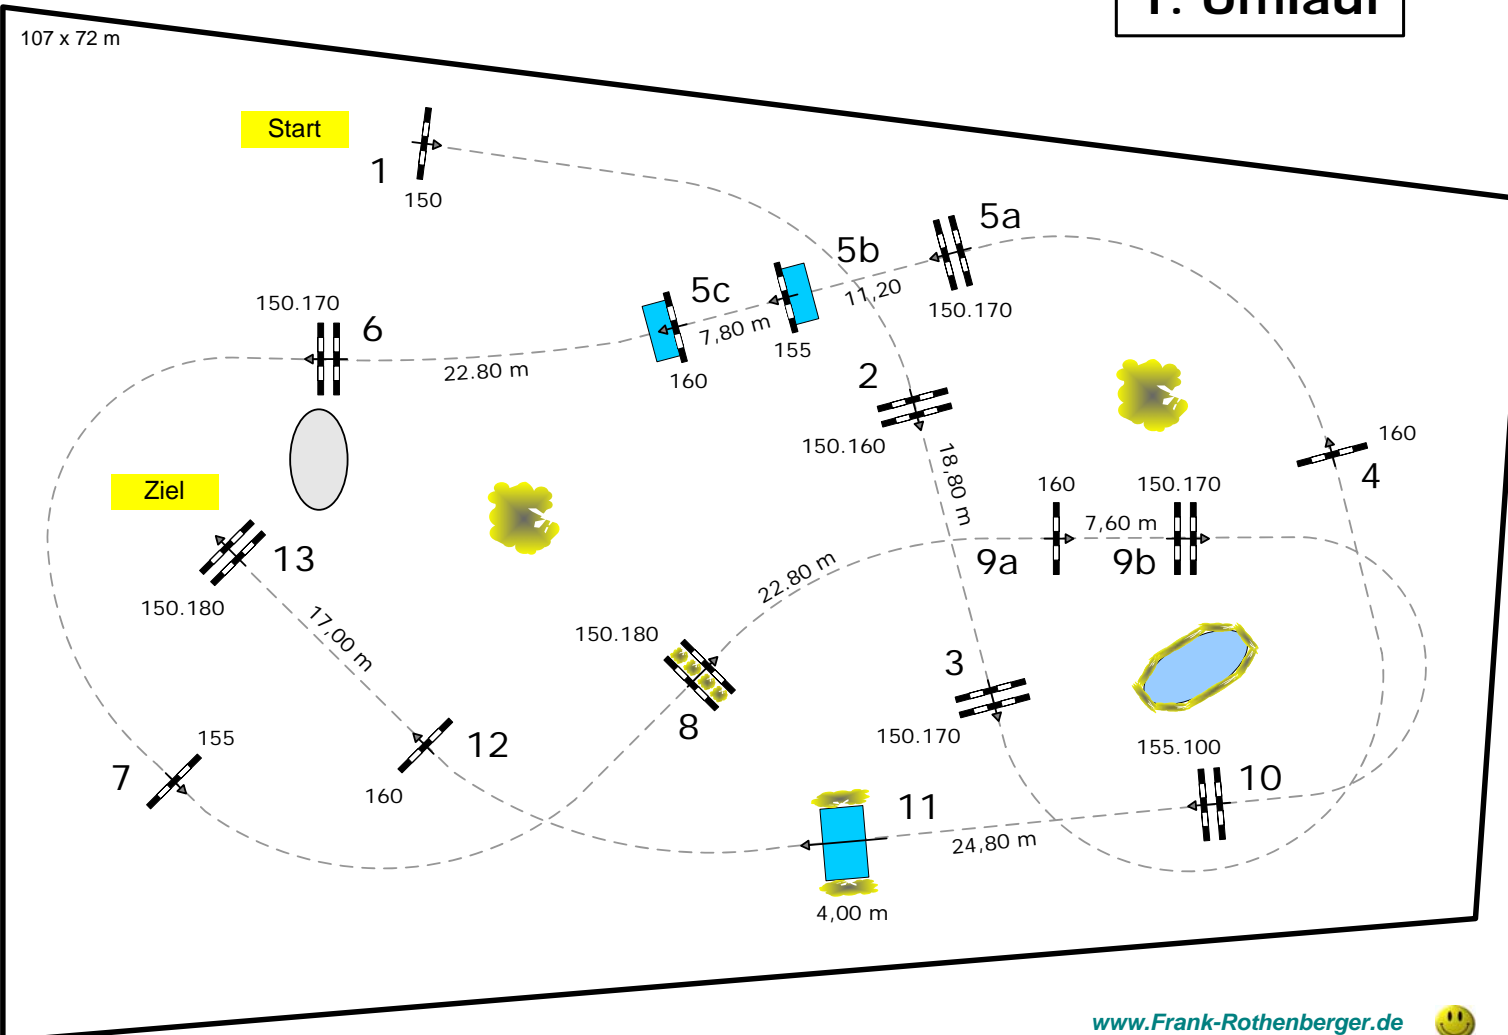 1. Umlauf
107 x 72 m
Start
1
150
5a
150.170
5b
11,20
155
5c
7,80 m
160
150.170
6
22.80 m
2
150.160
18,80 m
160
4
160
7,60 m
150.170
9a
9b
Ziel
13
150.180
17,00 m
22.80 m
150.180
8
3
150.170
155.100
10
155
7
12
160
11
24,80 m
4,00 m
www.Frank-Rothenberger.de